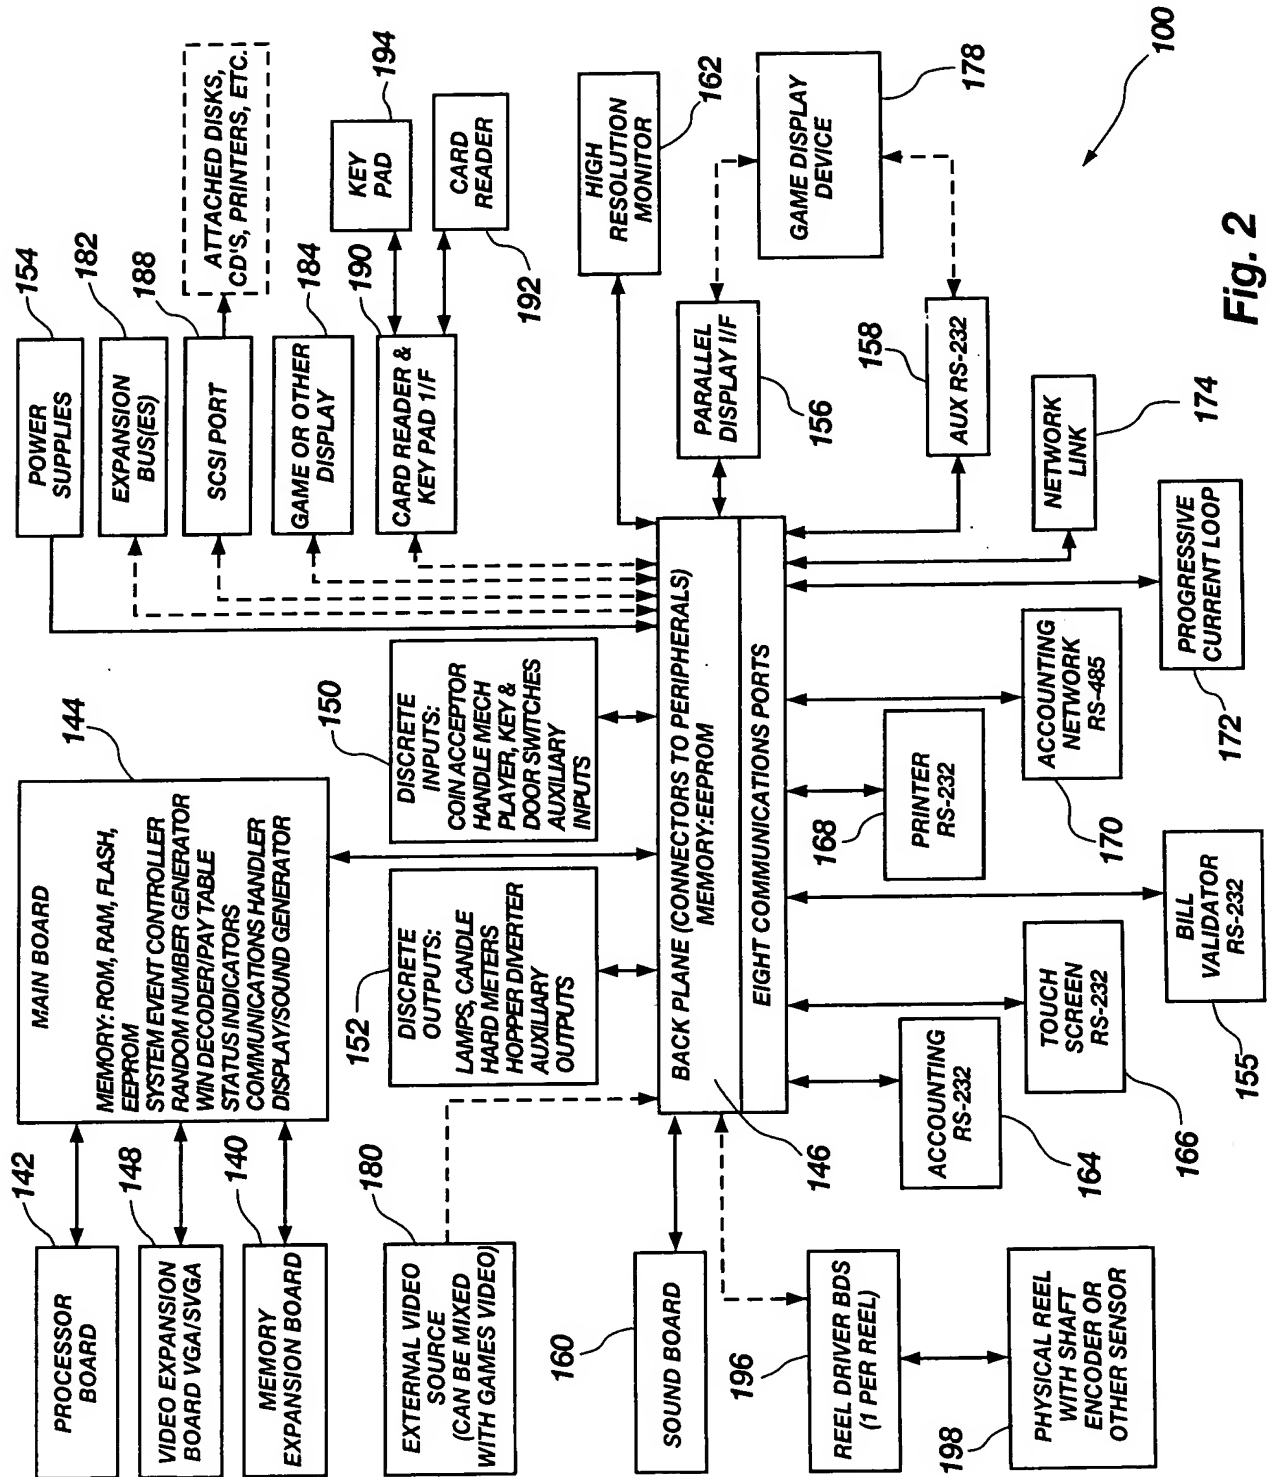 142
PROCESSOR
BOARD
148
VIDEO EXPANSION
BOARD VGA/SVGA
140
MEMORY
EXPANSION BOARD
144
MAIN BOARD
MEMORY: ROM, RAM, FLASH,
EEPROM
SYSTEM EVENT CONTROLLER
RANDOM NUMBER GENERATOR
WIN DECODER/PAY TABLE
STATUS INDICATORS
COMMUNICATIONS HANDLER
DISPLAY/SOUND GENERATOR
154
POWER
SUPPLIES
182
EXPANSION
BUS(ES)
188
SCSI PORT
ATTACHED DISKS,
CD'S, PRINTERS, ETC.
184
GAME OR OTHER
DISPLAY
190
CARD READER &
KEY PAD 1/F
194
KEY
PAD
CARD
READER
192
180
EXTERNAL VIDEO
SOURCE
(CAN BE MIXED
WITH GAMES VIDEO)
152
DISCRETE
OUTPUTS:
LAMPS, CANDLE
HARD METERS
HOPPER DIVERTER
AUXILIARY
OUTPUTS
150
DISCRETE
INPUTS:
COIN ACCEPTOR
HANDLE MECH
PLAYER, KEY &
DOOR SWITCHES
AUXILIARY
INPUTS
HIGH
RESOLUTION
MONITOR
162
160
SOUND BOARD
BACK PLANE (CONNECTORS TO PERIPHERALS)
MEMORY:EEPROM
EIGHT COMMUNICATIONS PORTS
146
PARALLEL
DISPLAY I/F
156
GAME DISPLAY
DEVICE
178
158
AUX RS-232
196
REEL DRIVER BDS
(1 PER REEL)
198
PHYSICAL REEL
WITH SHAFT
ENCODER OR
OTHER SENSOR
ACCOUNTING
RS-232
164
TOUCH
SCREEN
RS-232
166
BILL
VALIDATOR
RS-232
155
168
PRINTER
RS-232
ACCOUNTING
NETWORK
RS-485
170
PROGRESSIVE
CURRENT LOOP
172
NETWORK
LINK
174
100
Fig. 2